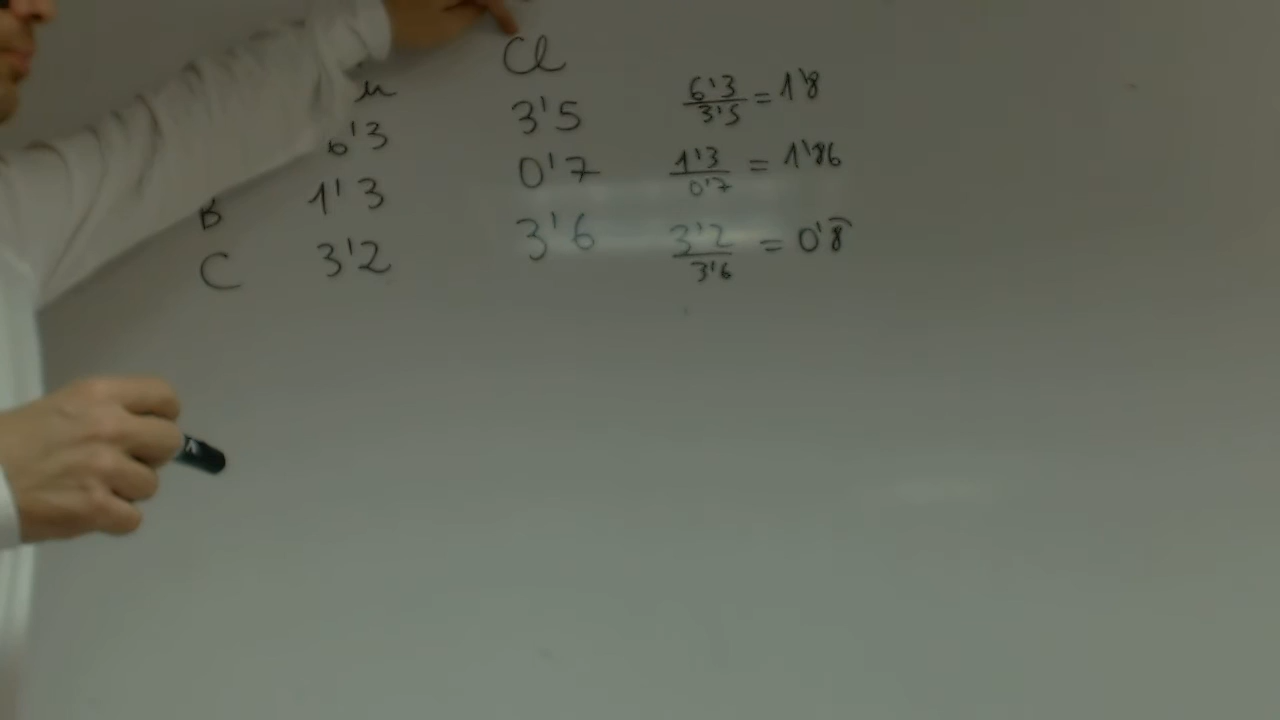 Cl
6'3 3'5 6'3/3'5 = 1'8
B 1'3 0'7 1'3/0'7 = 1'86
C 3'2 3'6 3'2/3'6 = 0'8̑